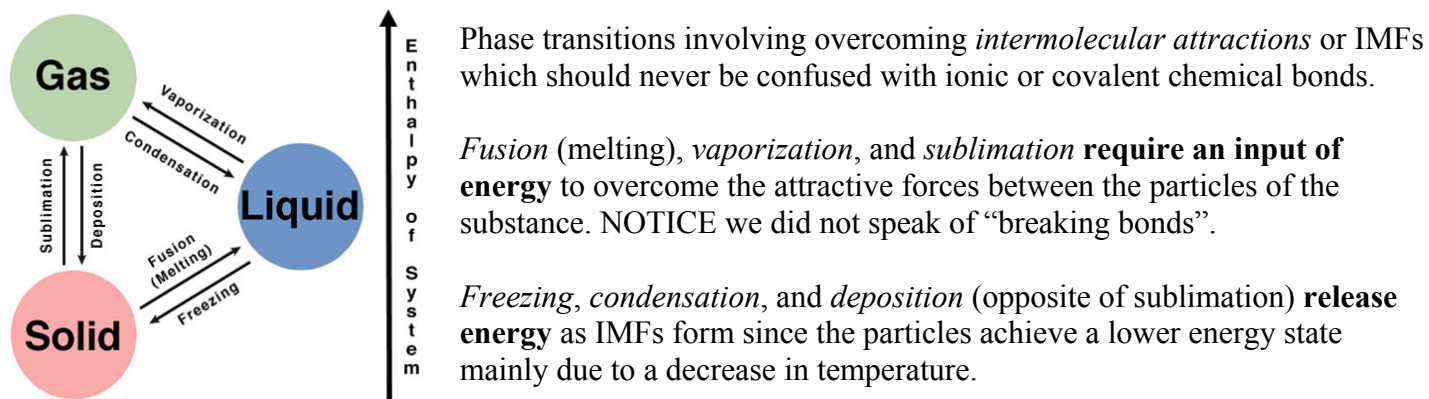 Gas
Vaporization
Condensation
Liquid
Sublimation
Deposition
Fusion
(Melting)
Freezing
Solid
Enthalpy of System
Phase transitions involving overcoming intermolecular attractions or IMFs
which should never be confused with ionic or covalent chemical bonds.
Fusion (melting), vaporization, and sublimation require an input of
energy to overcome the attractive forces between the particles of the
substance. NOTICE we did not speak of “breaking bonds”.
Freezing, condensation, and deposition (opposite of sublimation) release
energy as IMFs form since the particles achieve a lower energy state
mainly due to a decrease in temperature.